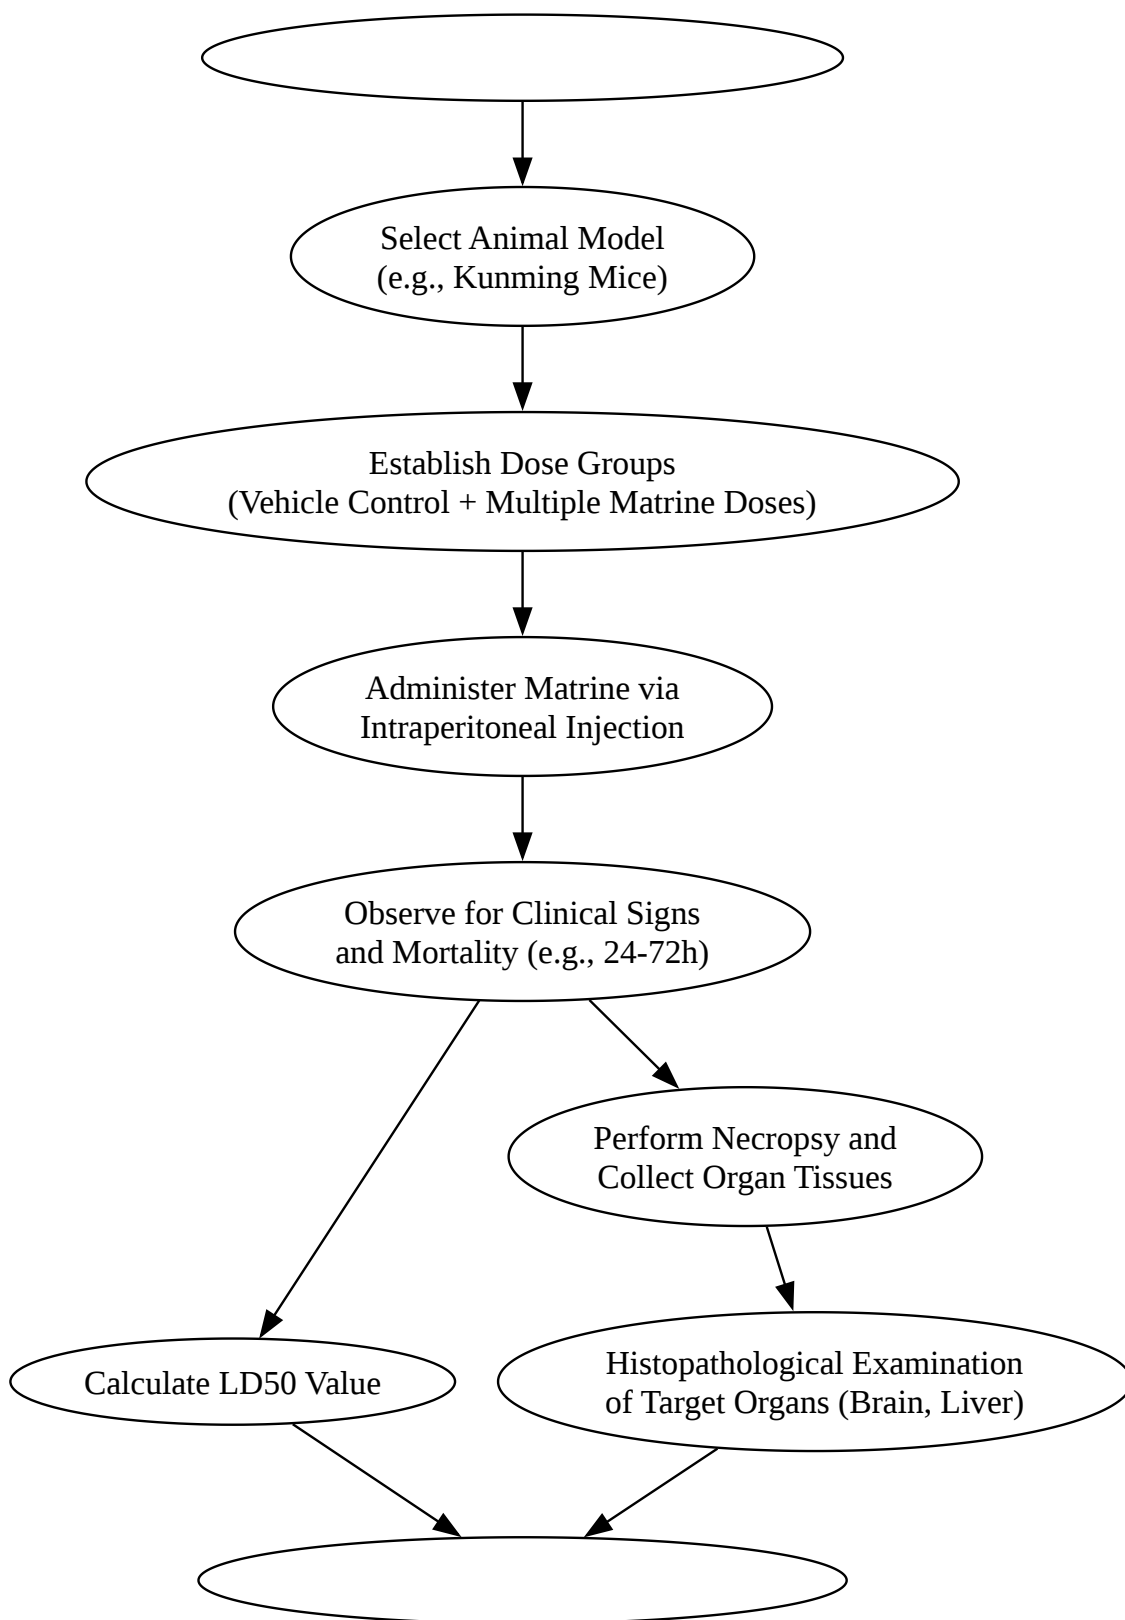 Select Animal Model
(e.g., Kunming Mice)
Establish Dose Groups
(Vehicle Control + Multiple Matrine Doses)
Administer Matrine via
Intraperitoneal Injection
Observe for Clinical Signs
and Mortality (e.g., 24-72h)
Perform Necropsy and
Collect Organ Tissues
Calculate LD50 Value
Histopathological Examination
of Target Organs (Brain, Liver)